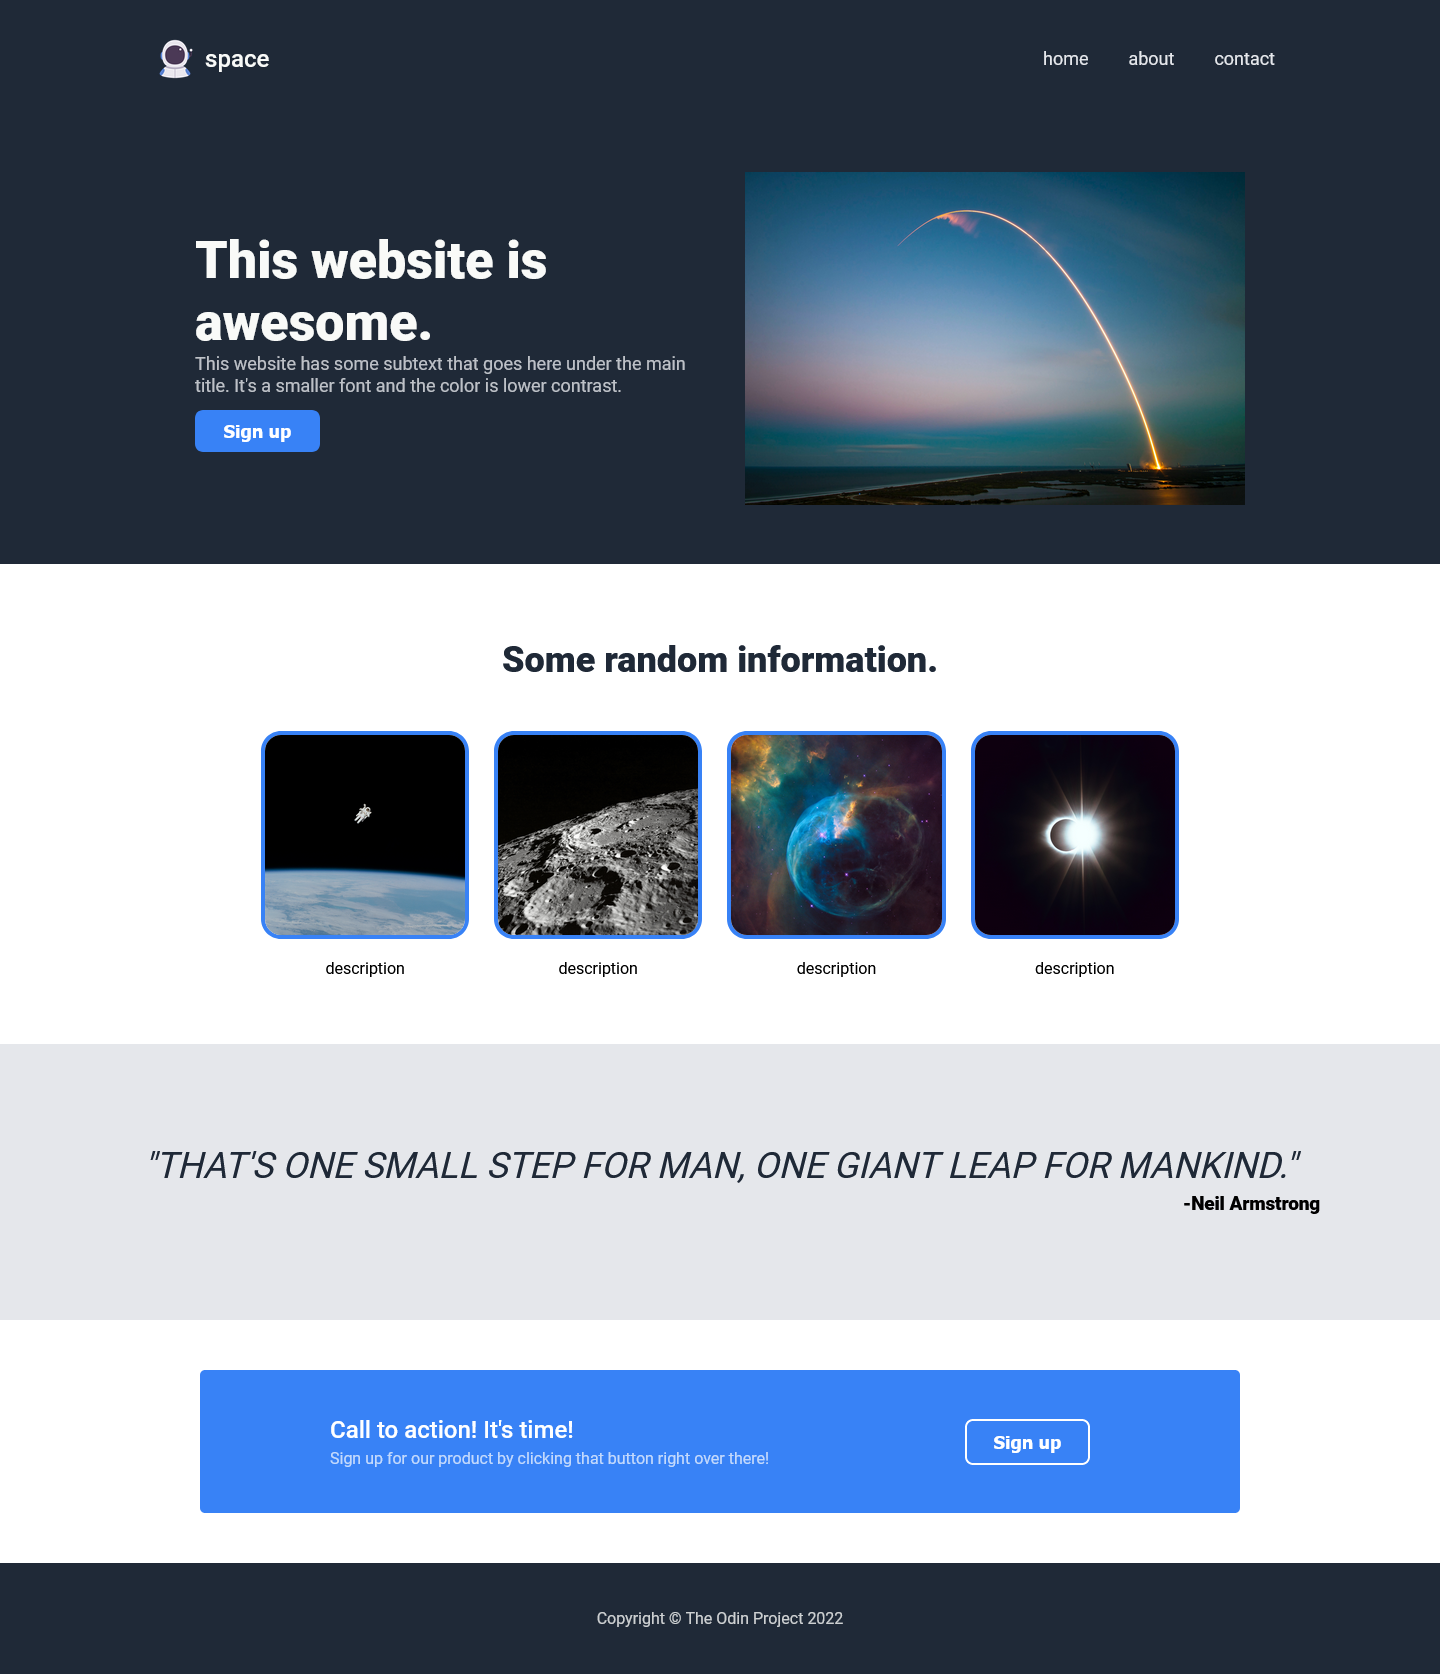 space
home about contact
This website is
awesome.
This website has some subtext that goes here under the main
title. It's a smaller font and the color is lower contrast.
Sign up
Some random information.
description description description description
"THAT'S ONE SMALL STEP FOR MAN, ONE GIANT LEAP FOR MANKIND."
-Neil Armstrong
Call to action! It's time!
Sign up for our product by clicking that button right over there!
Sign up
Copyright © The Odin Project 2022